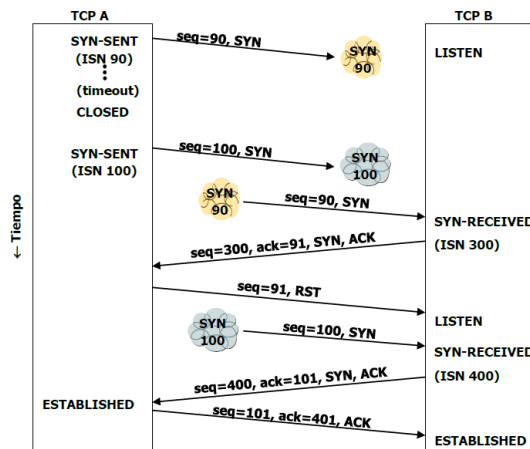 TCP A
TCP B
SYN-SENT
(ISN 90)
(timeout)
CLOSED
seq=90, SYN
SYN
90
LISTEN
SYN-SENT
(ISN 100)
seq=100, SYN
SYN
100
SYN
90
seq=90, SYN
SYN-RECEIVED
(ISN 300)
seq=300, ack=91, SYN, ACK
← Tiempo
seq=91, RST
LISTEN
SYN
100
seq=100, SYN
SYN-RECEIVED
(ISN 400)
seq=400, ack=101, SYN, ACK
ESTABLISHED
seq=101, ack=401, ACK
ESTABLISHED